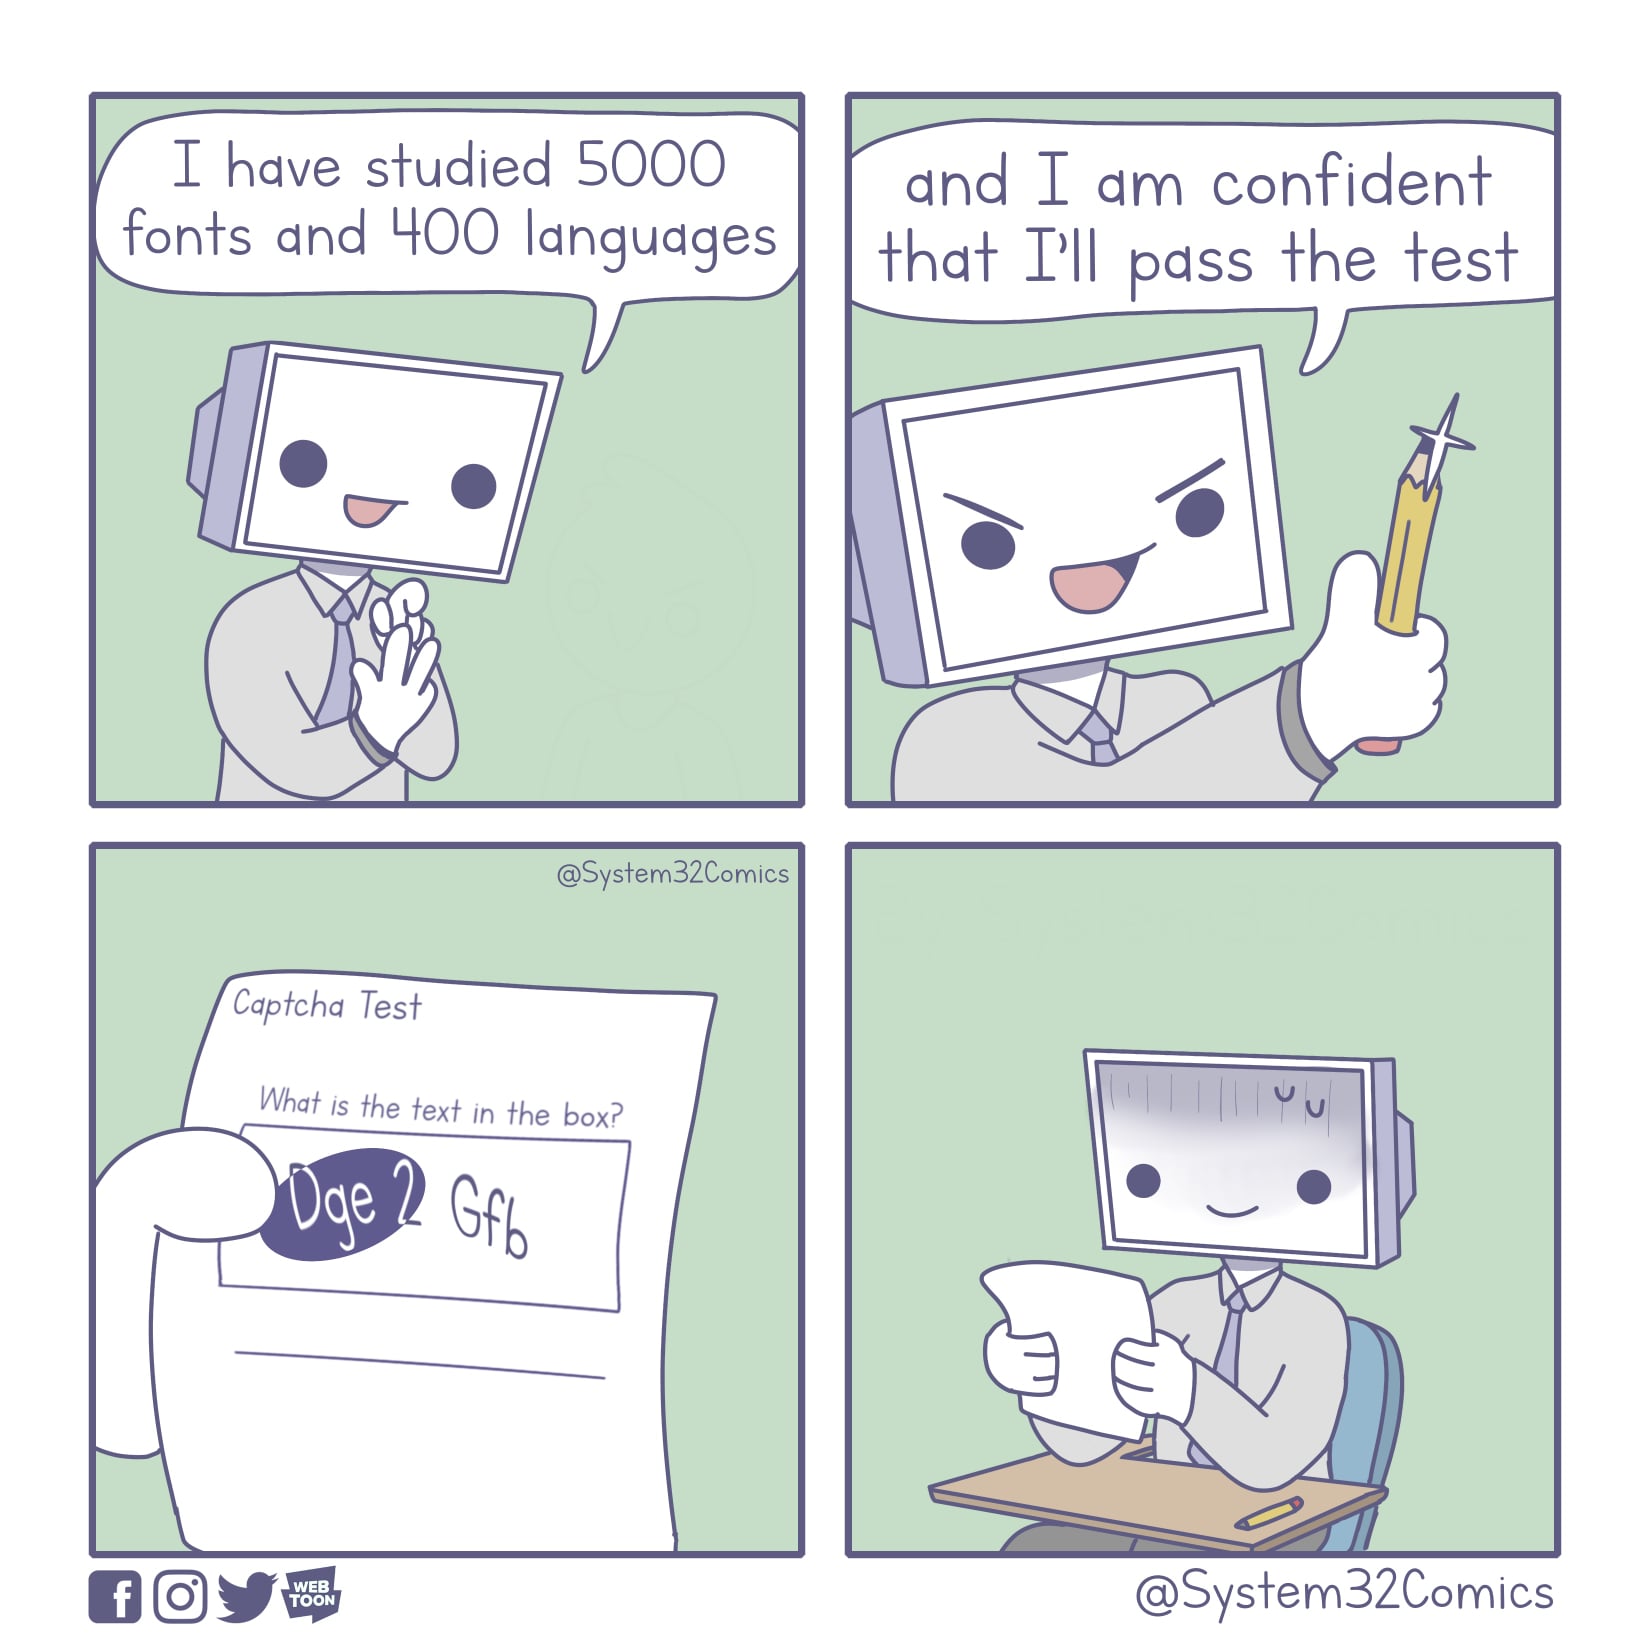 I have studied 5000
fonts and 400 languages
and I am confident
that I'll pass the test
@System32Comics
Captcha Test
What is the text in the box?
Dge 2 Gfb
WEB
TOON
@System32Comics